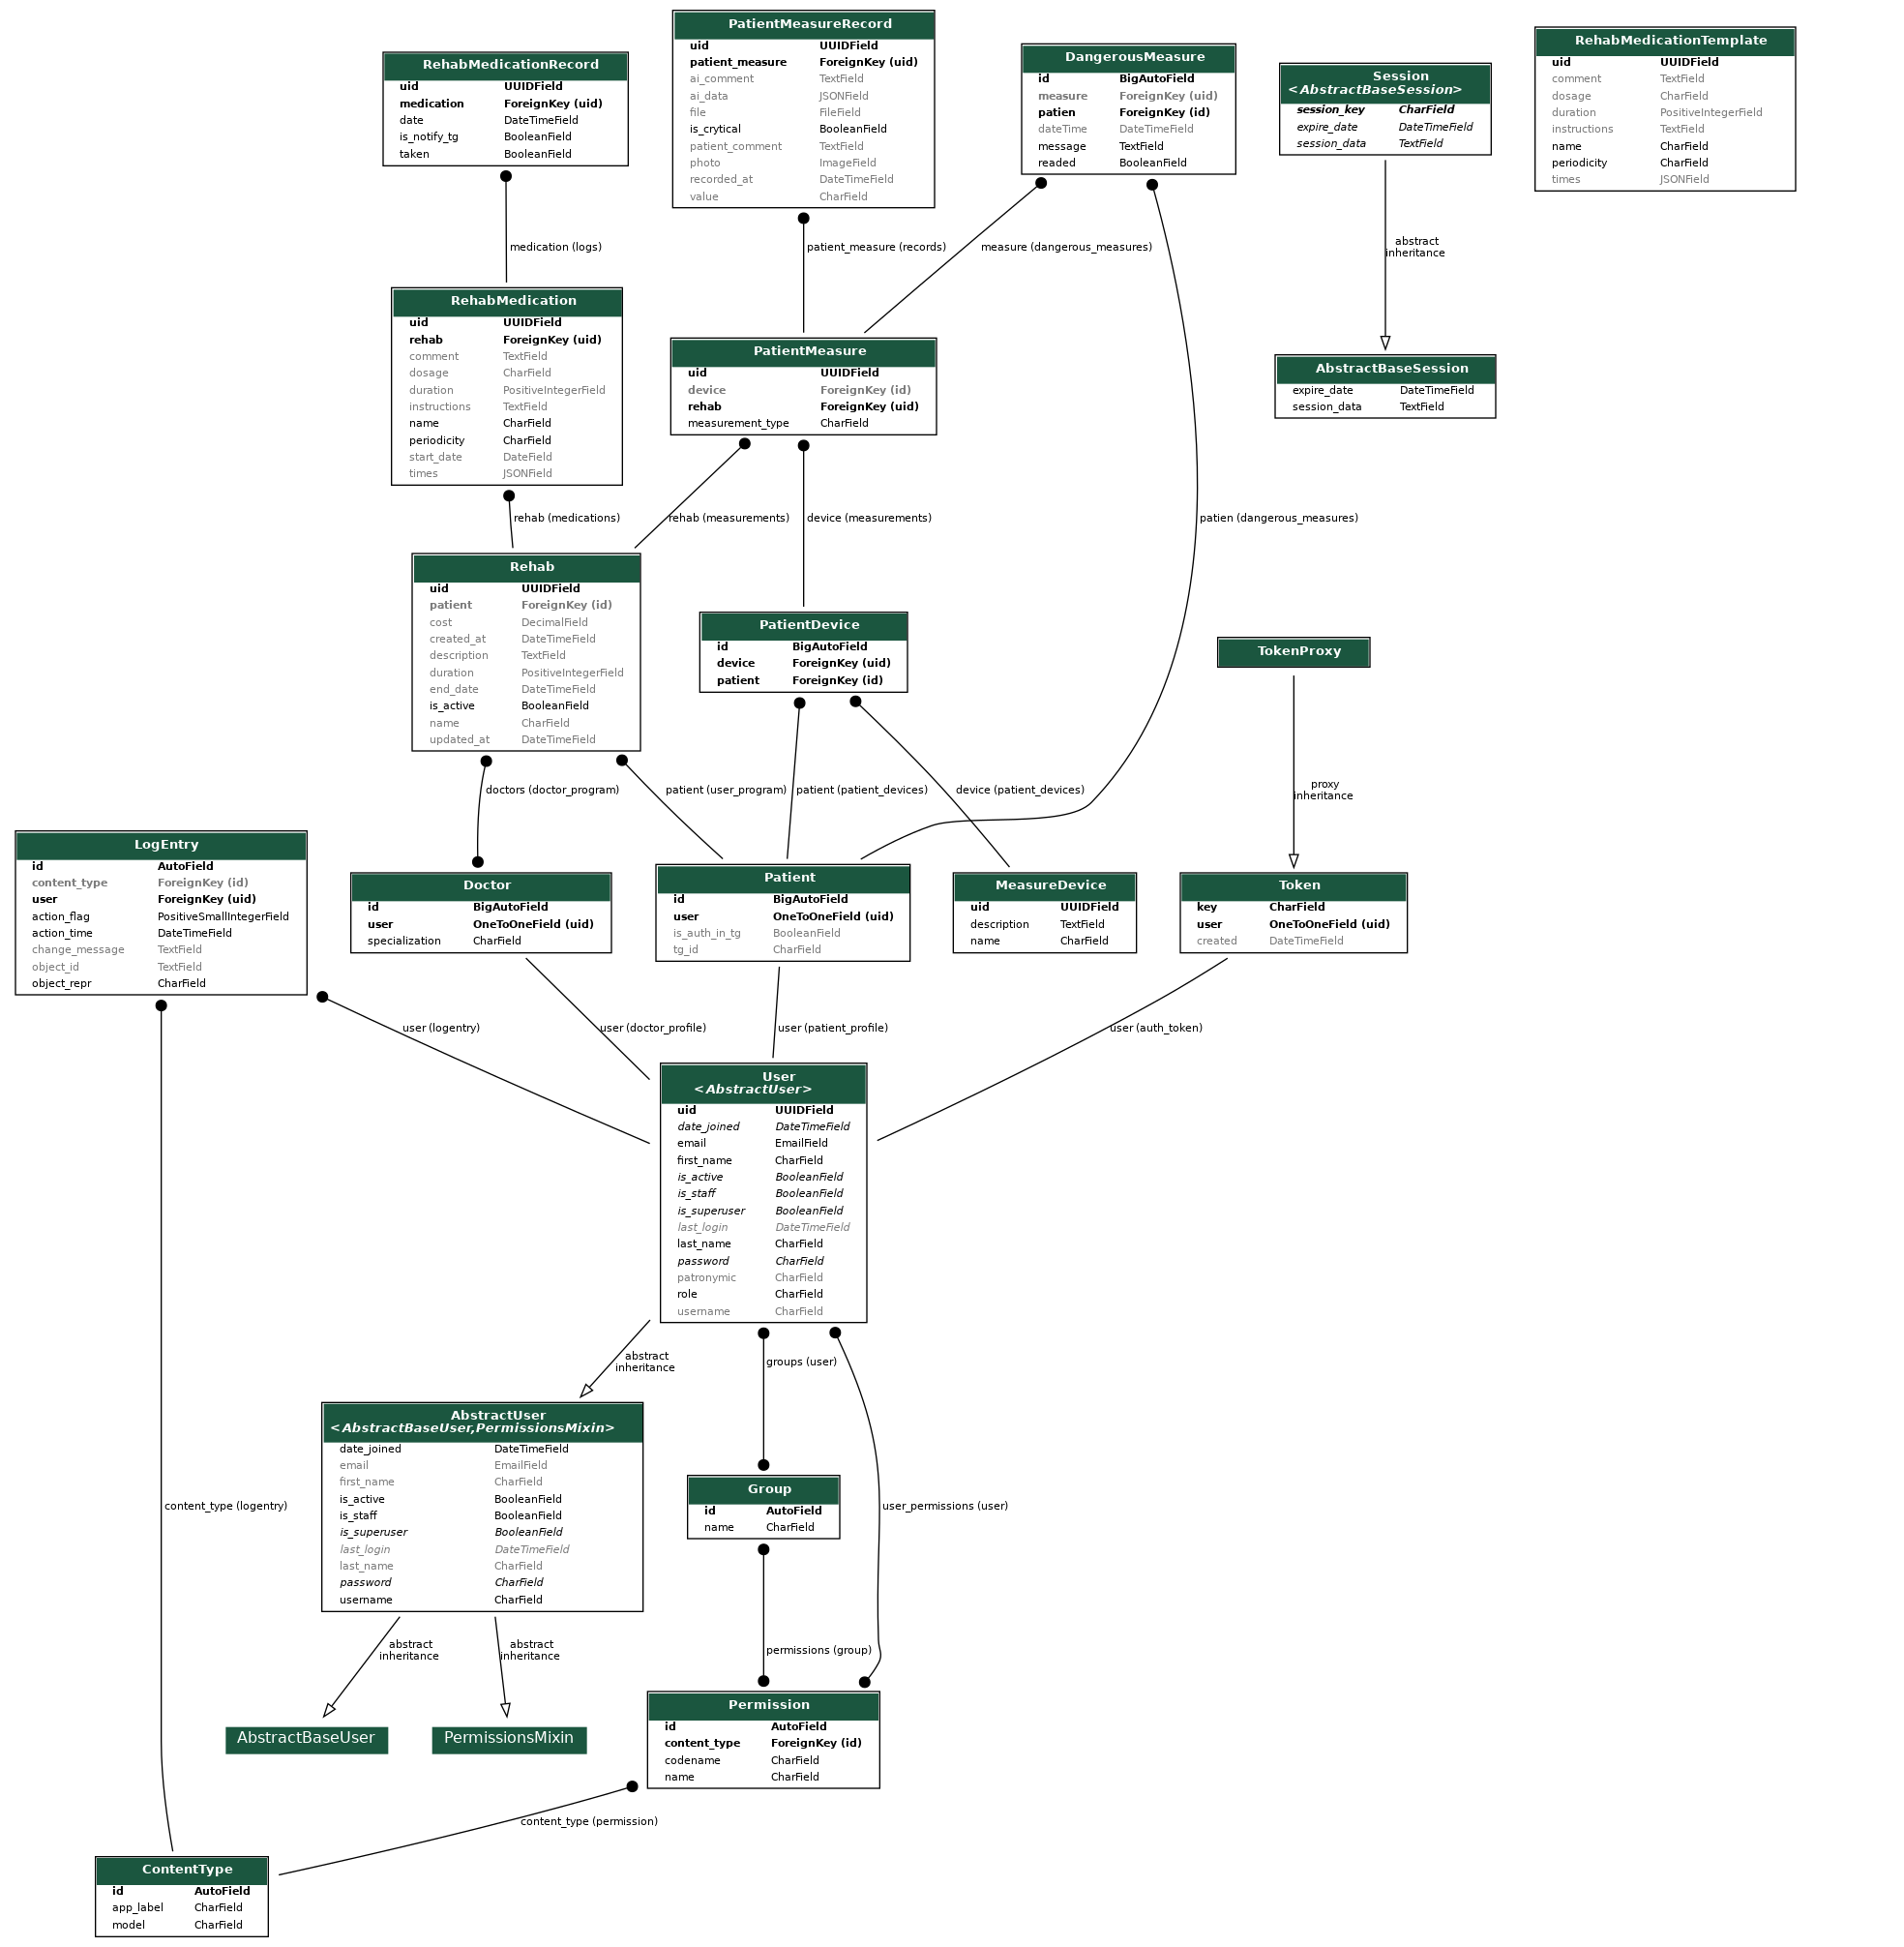 RehabMedicationRecord
uid UUIDField
medication ForeignKey (uid)
date DateTimeField
is_notify_tg BooleanField
taken BooleanField
PatientMeasureRecord
uid UUIDField
patient_measure ForeignKey (uid)
ai_comment TextField
ai_data JSONField
file FileField
is_crytical BooleanField
patient_comment TextField
photo ImageField
recorded_at DateTimeField
value CharField
DangerousMeasure
id BigAutoField
measure ForeignKey (uid)
patien ForeignKey (id)
dateTime DateTimeField
message TextField
readed BooleanField
Session
<AbstractBaseSession>
session_key CharField
expire_date DateTimeField
session_data TextField
RehabMedicationTemplate
uid UUIDField
comment TextField
dosage CharField
duration PositiveIntegerField
instructions TextField
name CharField
periodicity CharField
times JSONField
medication (logs)
patient_measure (records)
measure (dangerous_measures)
abstract
inheritance
RehabMedication
uid UUIDField
rehab ForeignKey (uid)
comment TextField
dosage CharField
duration PositiveIntegerField
instructions TextField
name CharField
periodicity CharField
start_date DateField
times JSONField
PatientMeasure
uid UUIDField
device ForeignKey (id)
rehab ForeignKey (uid)
measurement_type CharField
AbstractBaseSession
expire_date DateTimeField
session_data TextField
rehab (medications)
rehab (measurements)
device (measurements)
patien (dangerous_measures)
Rehab
uid UUIDField
patient ForeignKey (id)
cost DecimalField
created_at DateTimeField
description TextField
duration PositiveIntegerField
end_date DateTimeField
is_active BooleanField
name CharField
updated_at DateTimeField
PatientDevice
id BigAutoField
device ForeignKey (uid)
patient ForeignKey (id)
TokenProxy
doctors (doctor_program)
patient (user_program)
patient (patient_devices)
device (patient_devices)
proxy
inheritance
LogEntry
id AutoField
content_type ForeignKey (id)
user ForeignKey (uid)
action_flag PositiveSmallIntegerField
action_time DateTimeField
change_message TextField
object_id TextField
object_repr CharField
Doctor
id BigAutoField
user OneToOneField (uid)
specialization CharField
Patient
id BigAutoField
user OneToOneField (uid)
is_auth_in_tg BooleanField
tg_id CharField
MeasureDevice
uid UUIDField
description TextField
name CharField
Token
key CharField
user OneToOneField (uid)
created DateTimeField
user (logentry)
user (doctor_profile)
user (patient_profile)
user (auth_token)
User
<AbstractUser>
uid UUIDField
date_joined DateTimeField
email EmailField
first_name CharField
is_active BooleanField
is_staff BooleanField
is_superuser BooleanField
last_login DateTimeField
last_name CharField
password CharField
patronymic CharField
role CharField
username CharField
abstract
inheritance
groups (user)
AbstractUser
<AbstractBaseUser,PermissionsMixin>
date_joined DateTimeField
email EmailField
first_name CharField
is_active BooleanField
is_staff BooleanField
is_superuser BooleanField
last_login DateTimeField
last_name CharField
password CharField
username CharField
Group
id AutoField
name CharField
content_type (logentry)
user_permissions (user)
abstract
inheritance
abstract
inheritance
permissions (group)
AbstractBaseUser
PermissionsMixin
Permission
id AutoField
content_type ForeignKey (id)
codename CharField
name CharField
content_type (permission)
ContentType
id AutoField
app_label CharField
model CharField